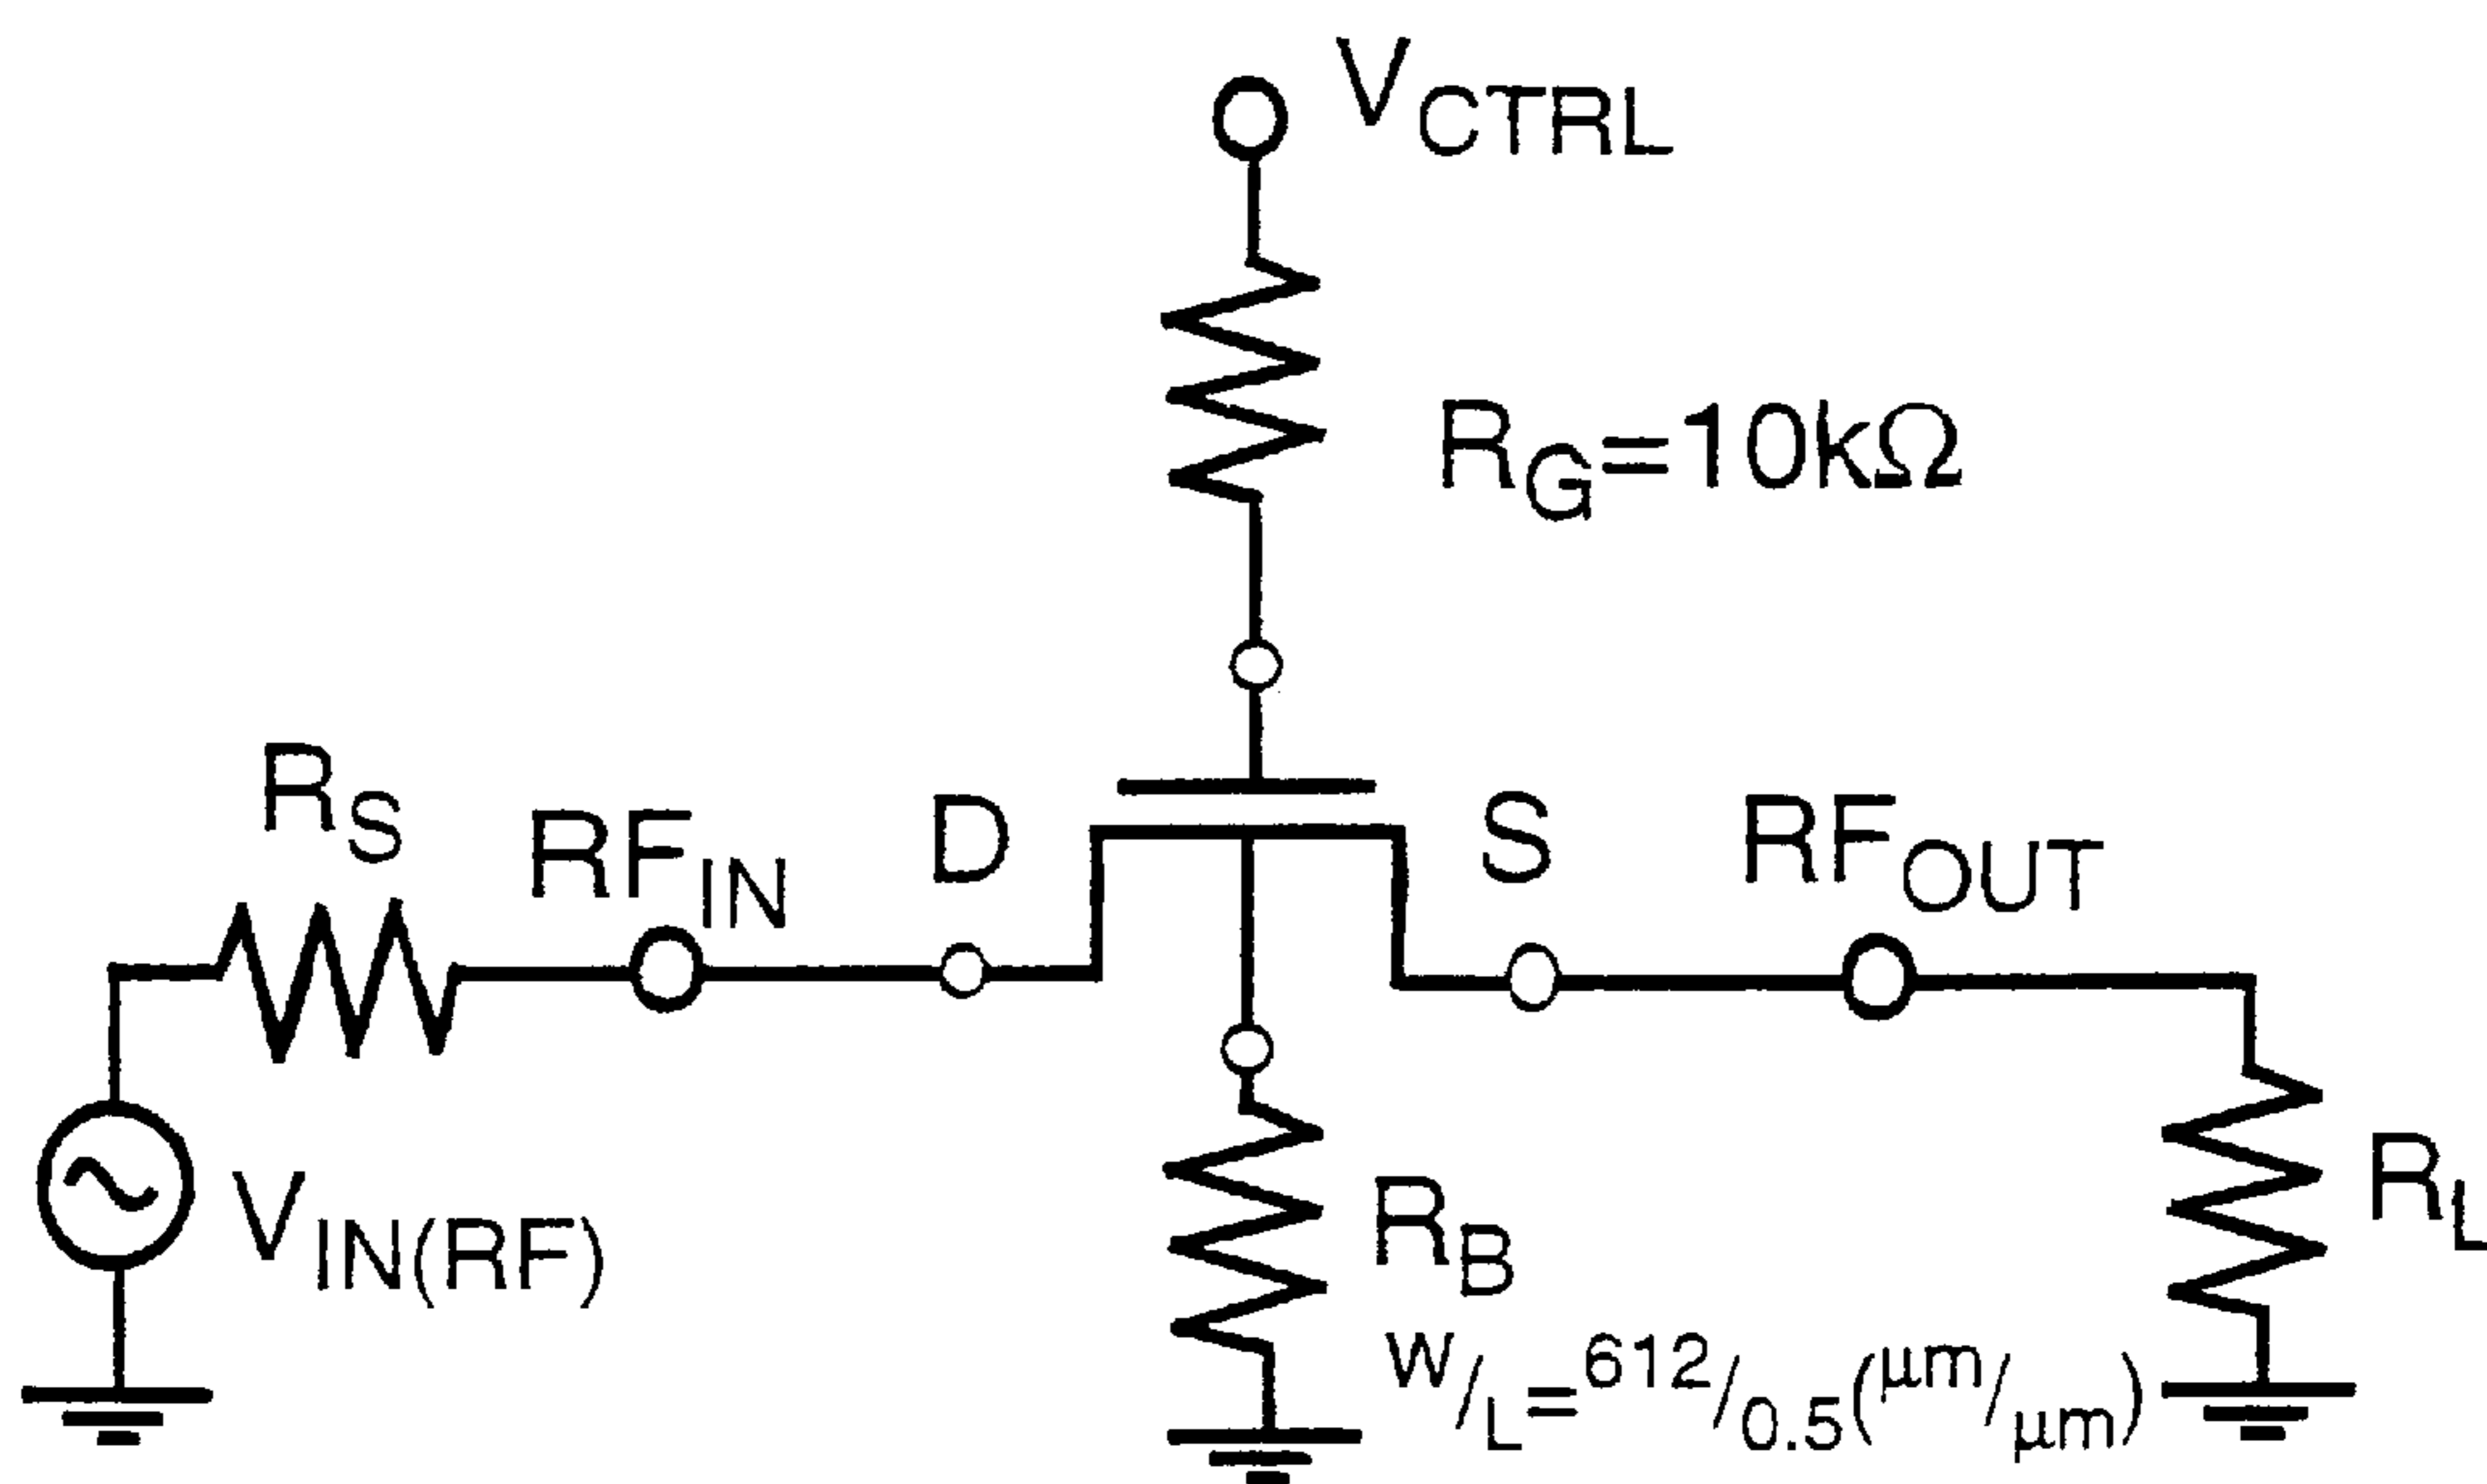 VCTRL
RG=10kΩ
RS
RFIN
D
S
RFOUT
VIN(RF)
RB
RL
W/L=612/0.5(μm/μm)